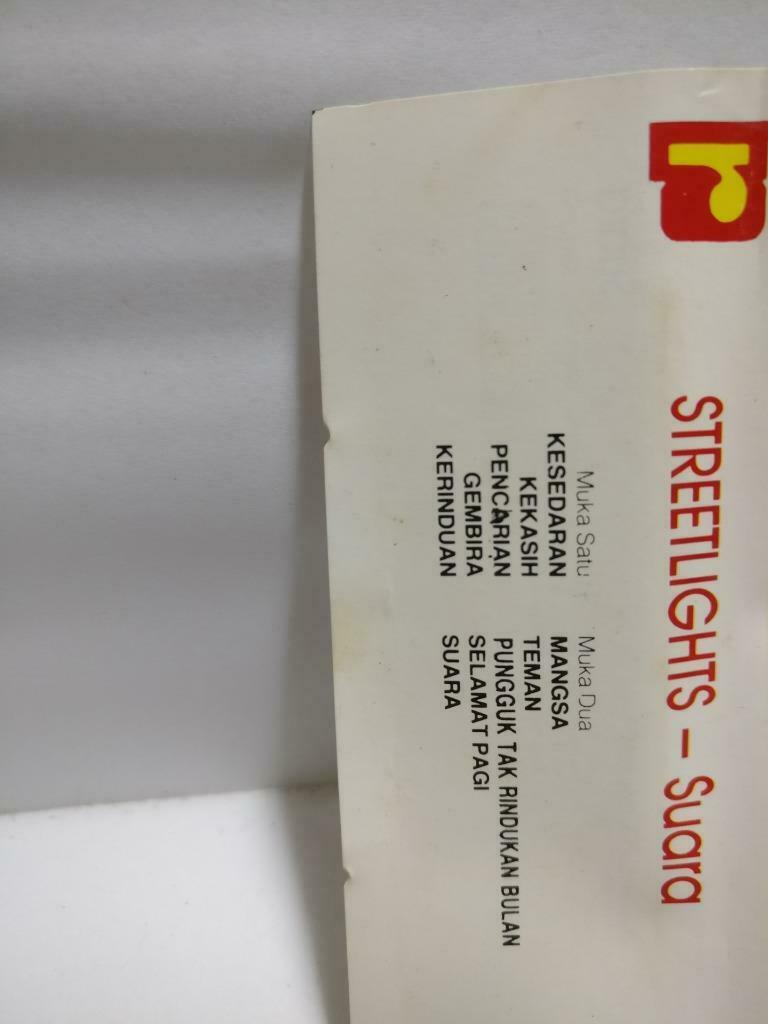 r
STREETLIGHTS – Suara
Muka Satu
KESEDARAN
KEKASIH
PENCARIAN
GEMBIRA
KERINDUAN
Muka Dua
MANGSA
TEMAN
PUNGGUK TAK RINDUKAN BULAN
SELAMAT PAGI
SUARA